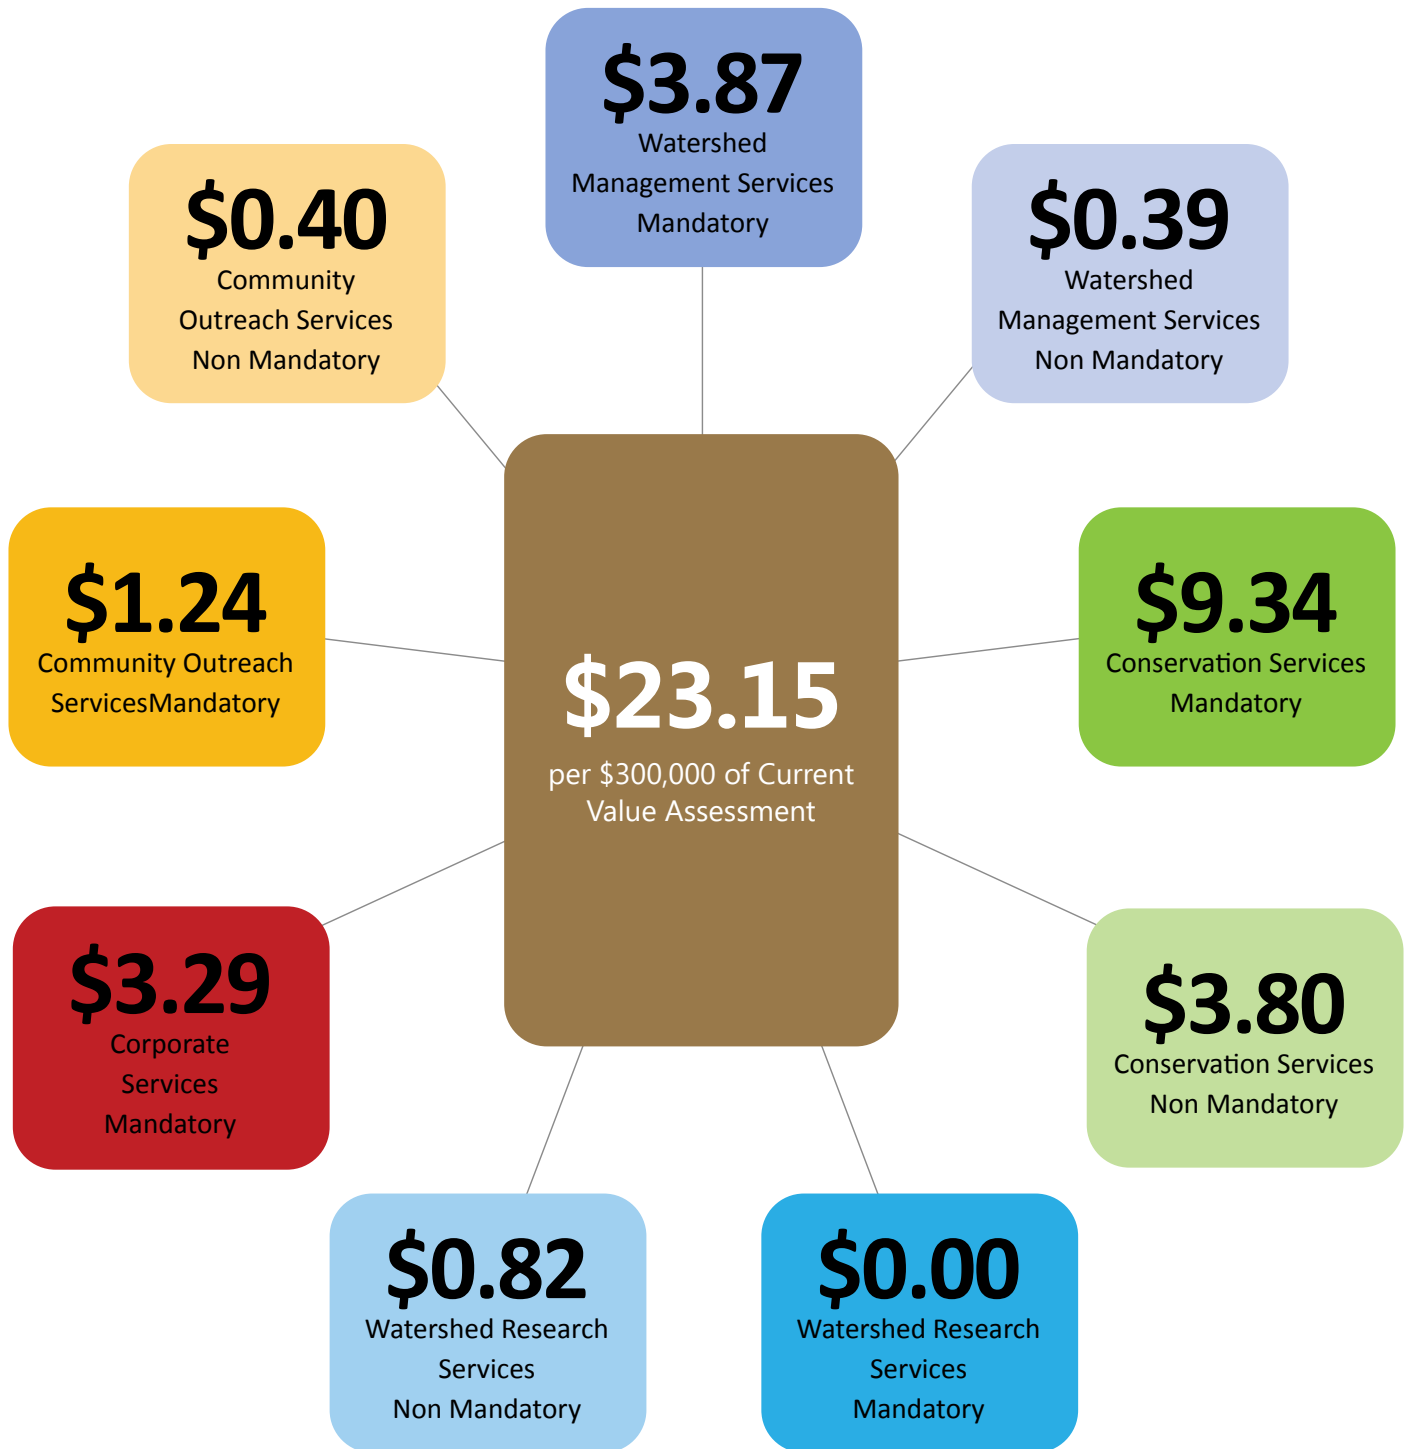 $3.87
Watershed
Management Services
Mandatory
$0.40
Community
Outreach Services
Non Mandatory
$0.39
Watershed
Management Services
Non Mandatory
$1.24
Community Outreach
ServicesMandatory
$23.15
per $300,000 of Current
Value Assessment
$9.34
Conservation Services
Mandatory
$3.29
Corporate
Services
Mandatory
$3.80
Conservation Services
Non Mandatory
$0.82
Watershed Research
Services
Non Mandatory
$0.00
Watershed Research
Services
Mandatory